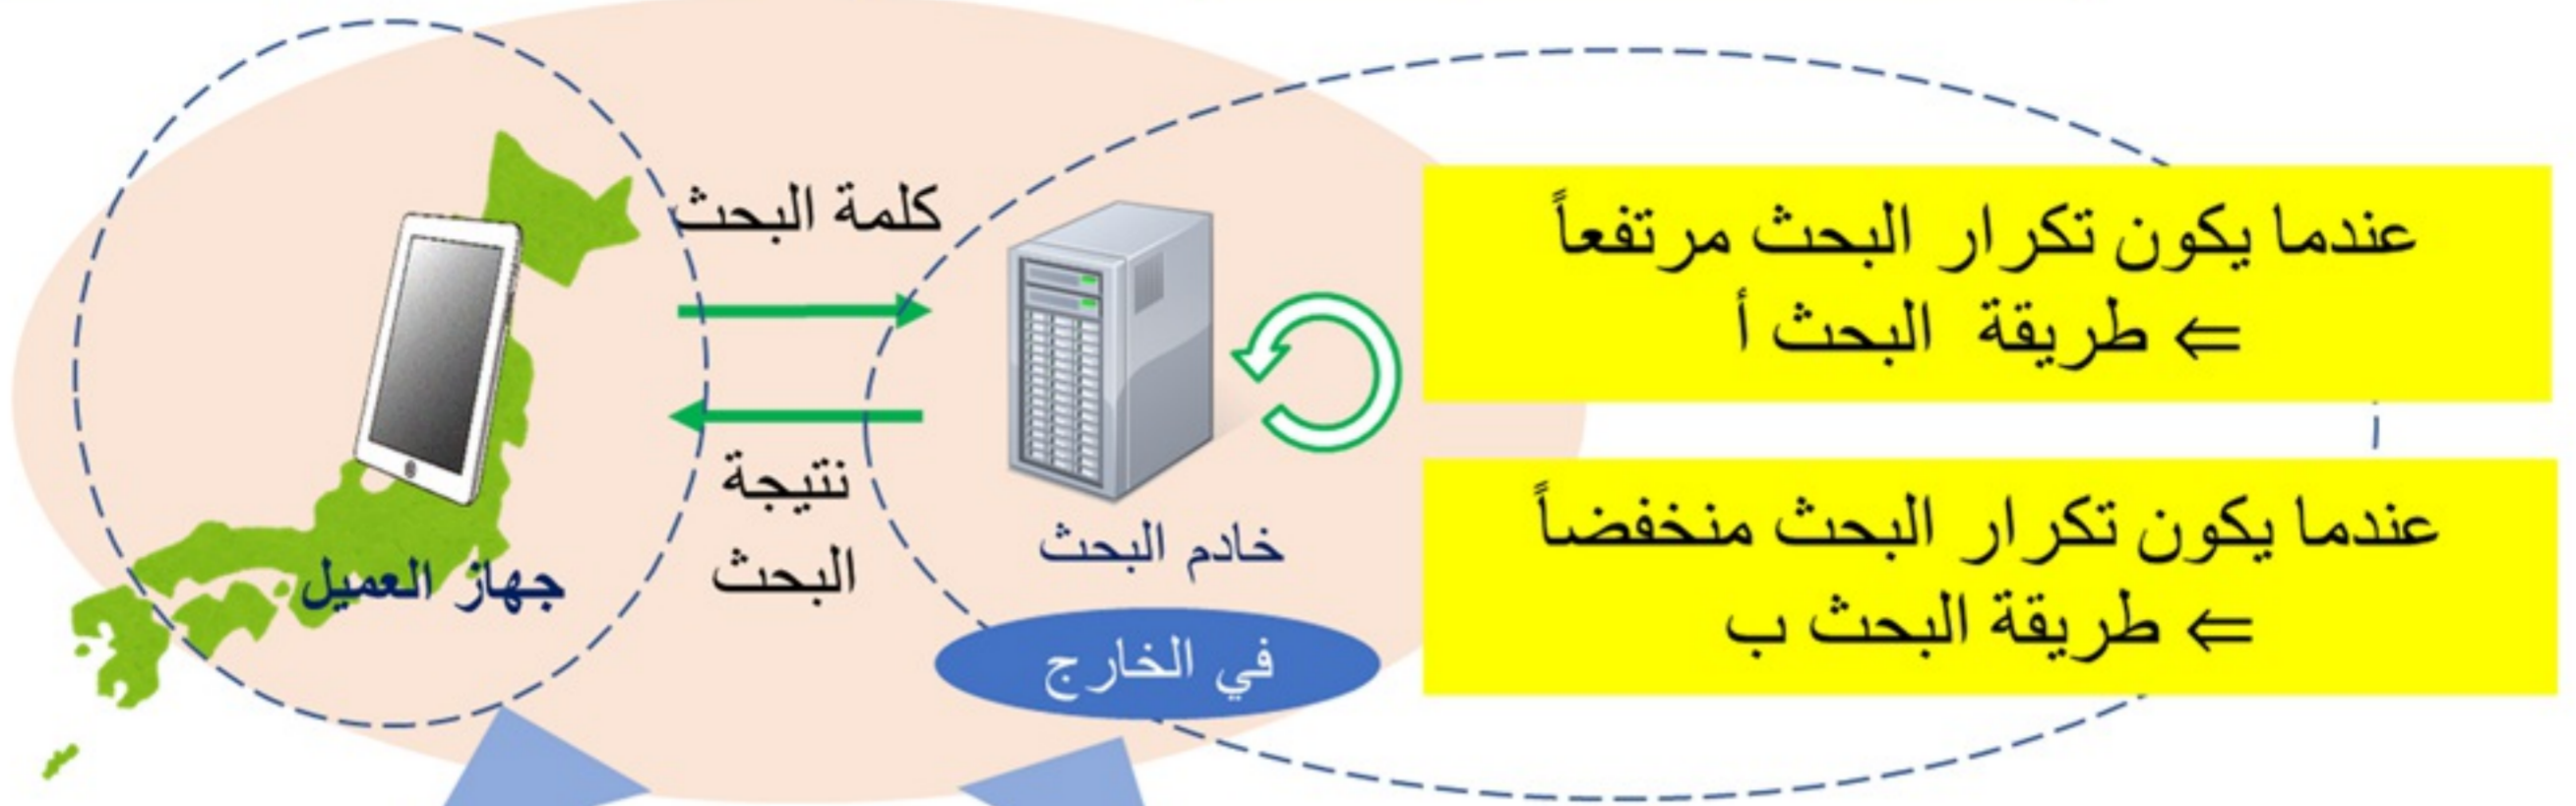 كلمة البحث
نتيجة
البحث
جهاز العميل
خادم البحث
في الخارج
عندما يكون تكرار البحث مرتفعاً
⇐ طريقة البحث أ
عندما يكون تكرار البحث منخفضاً
⇐ طريقة البحث ب